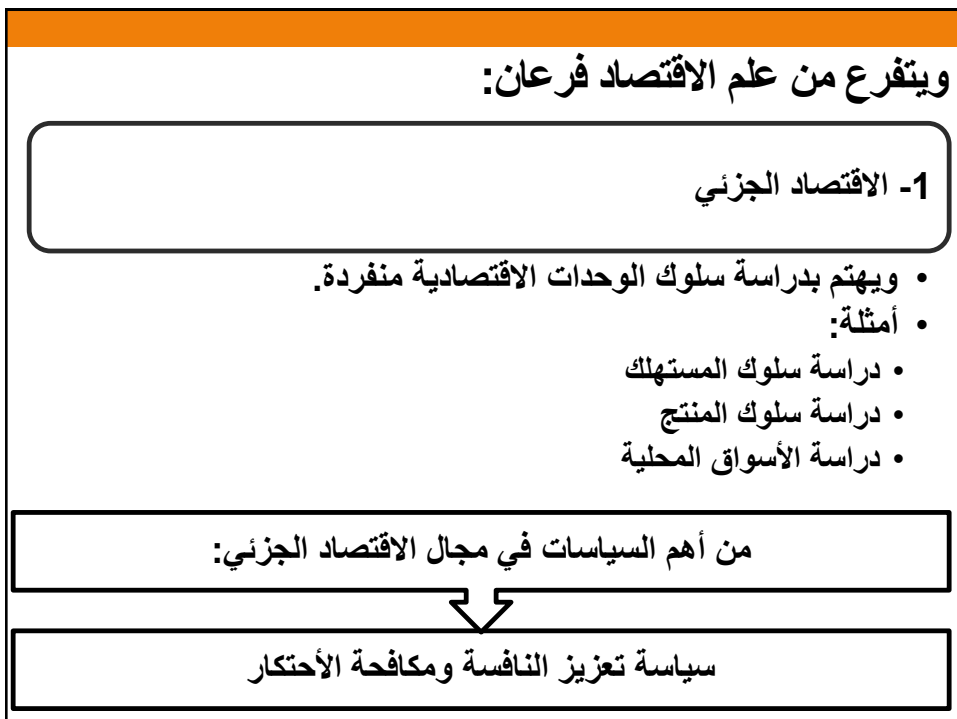 ويتفرع من علم الاقتصاد فرعان:
1- الاقتصاد الجزئي
• ويهتم بدراسة سلوك الوحدات الاقتصادية منفردة.
• أمثلة:
• دراسة سلوك المستهلك
• دراسة سلوك المنتج
• دراسة الأسواق المحلية
من أهم السياسات في مجال الاقتصاد الجزئي:
سياسة تعزيز النافسة ومكافحة الأحتكار